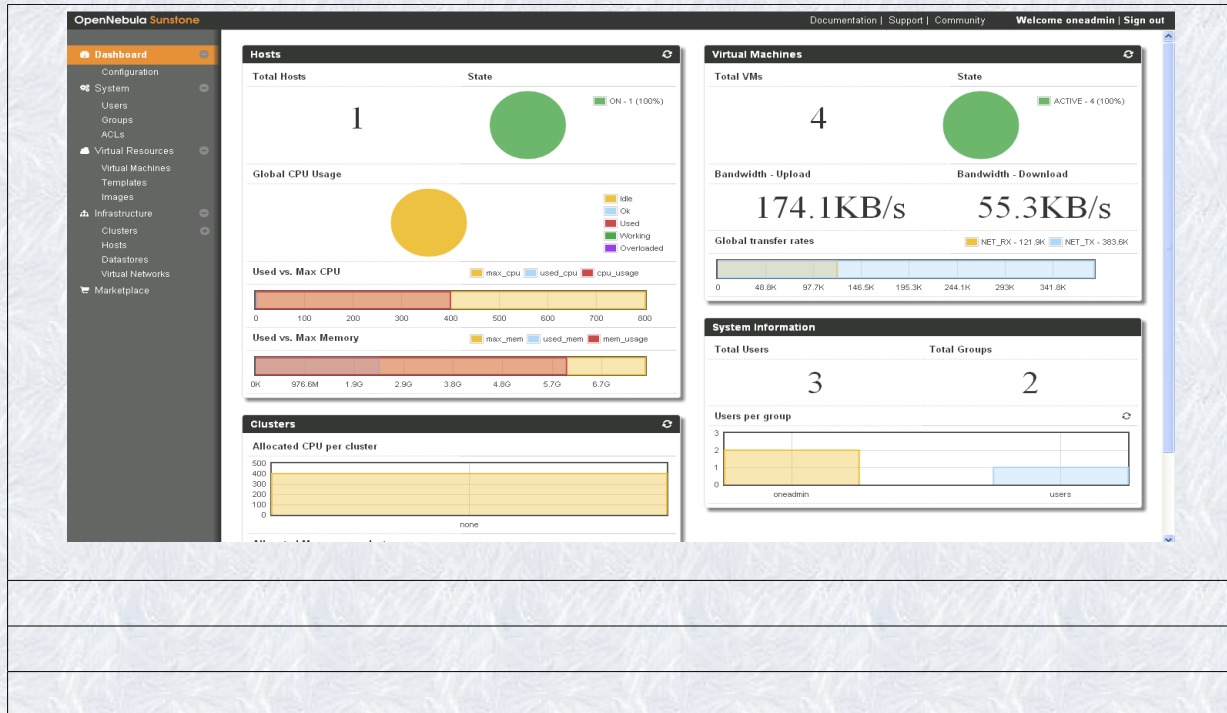 OpenNebula Sunstone
Documentation | Support | Community Welcome oneadmin | Sign out
Dashboard
Configuration
System
Users
Groups
ACLs
Virtual Resources
Virtual Machines
Templates
Images
Infrastructure
Clusters
Hosts
Datastores
Virtual Networks
Marketplace
Hosts
Total Hosts State
1
ON - 1 (100%)
Global CPU Usage
Idle
Ok
Used
Working
Overloaded
Used vs. Max CPU max_cpu used_cpu cpu_usage
0 100 200 300 400 500 600 700 800
Used vs. Max Memory max_mem used_mem mem_usage
0K 976.6M 1.9G 2.9G 3.8G 4.8G 5.7G 6.7G
Clusters
Allocated CPU per cluster
500
400
300
200
100
0
none
Virtual Machines
Total VMs State
4
ACTIVE - 4 (100%)
Bandwidth - Upload Bandwidth - Download
174.1KB/s 55.3KB/s
Global transfer rates NET_RX - 121.9K NET_TX - 383.6K
0 48.8K 97.7K 146.5K 195.3K 244.1K 293K 341.8K
System Information
Total Users Total Groups
3 2
Users per group
3
2
1
0
oneadmin users